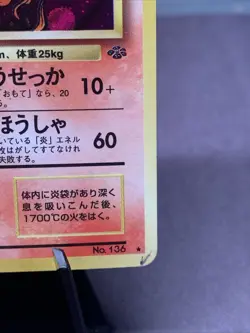 m、体重25kg
うせっか 10+
「おもて」なら、20
ほうしゃ
いている「炎」エネル 60
枚はがしてすてなけれ
失敗する。
体内に炎袋があり深く
息を吸いこんだ後、
1700℃の火をはく。
No. 136 ★